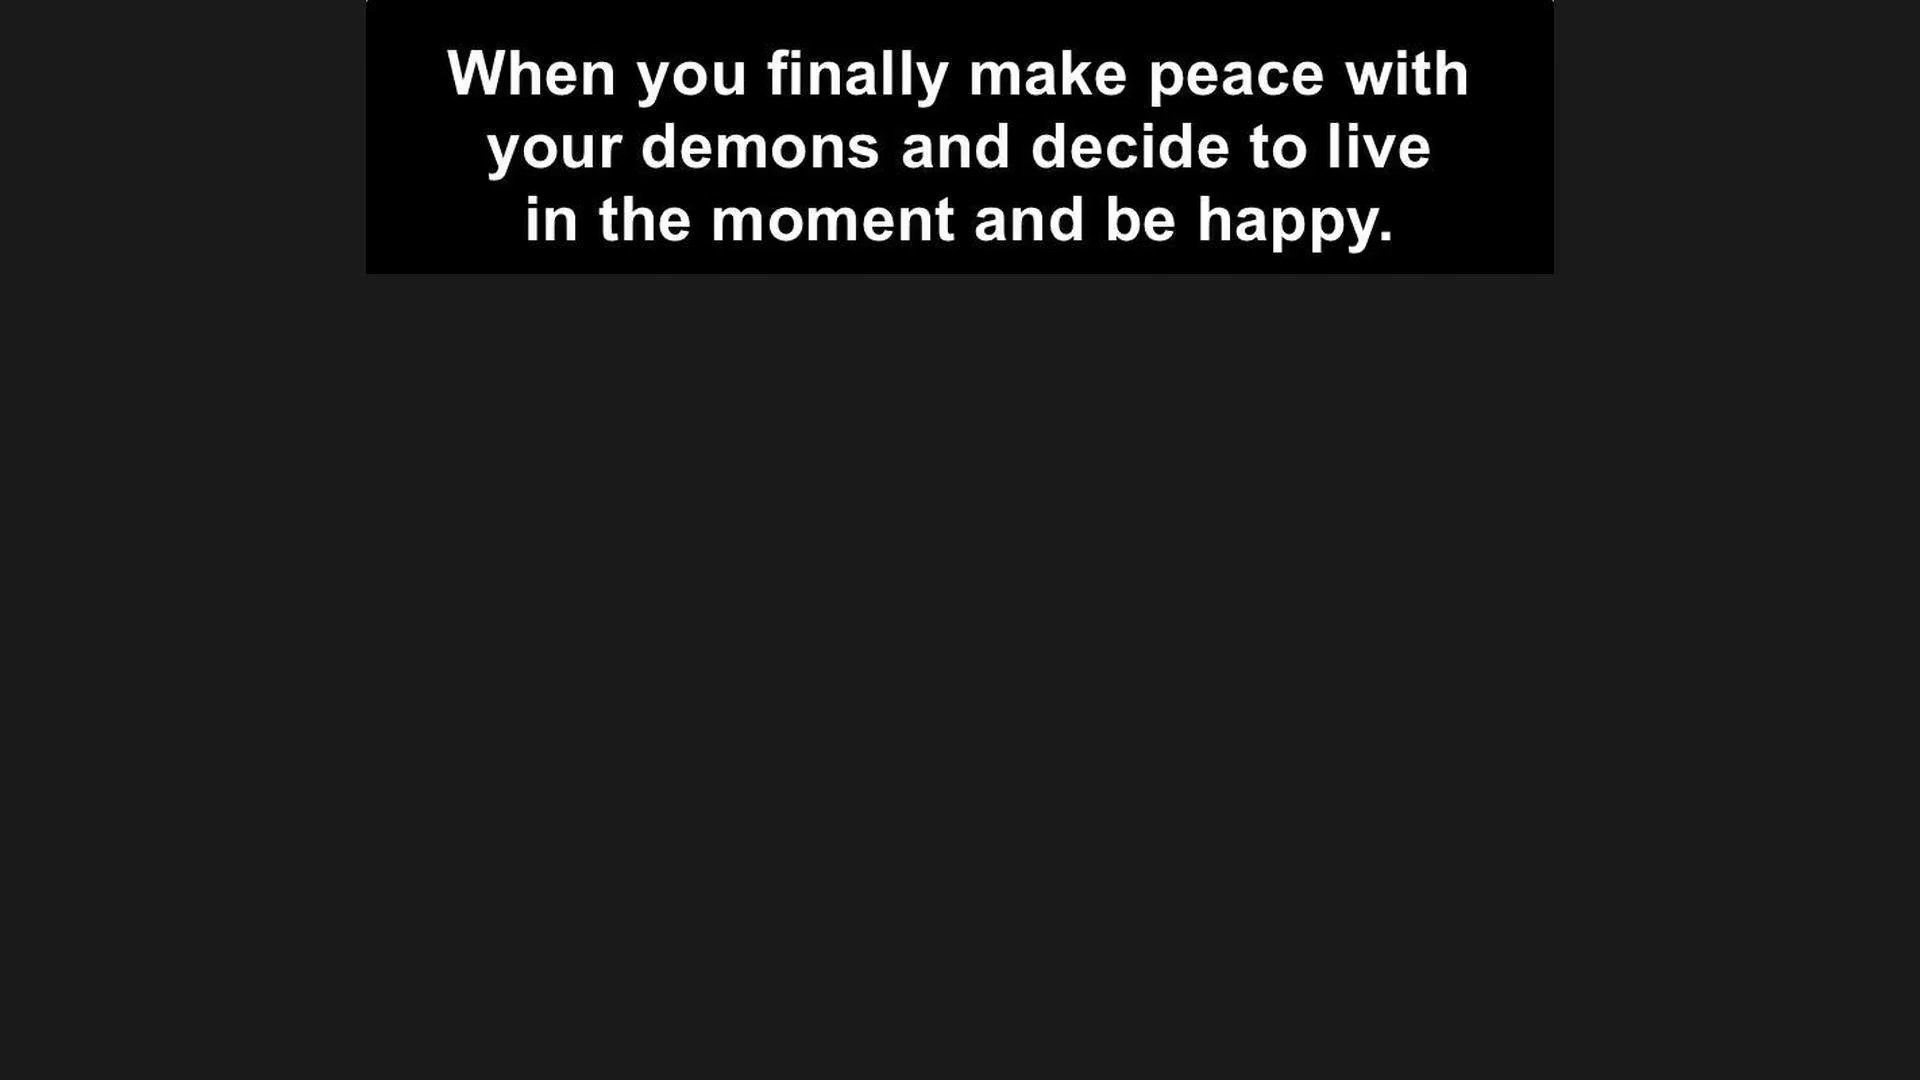 When you finally make peace with
your demons and decide to live
in the moment and be happy.